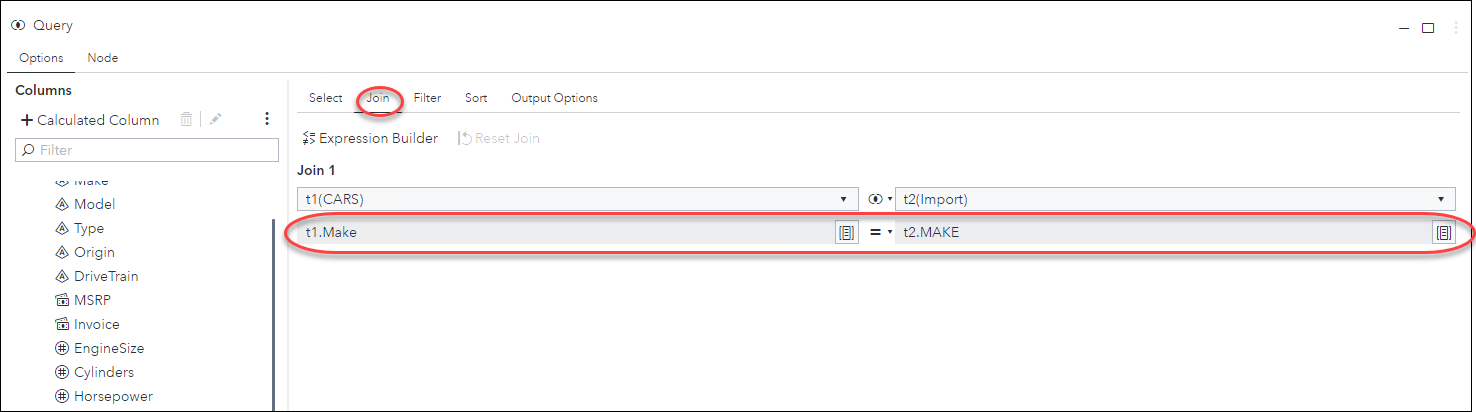 Query
Options Node
Columns
Calculated Column
Filter
Make
Model
Type
Origin
DriveTrain
MSRP
Invoice
EngineSize
Cylinders
Horsepower
Select Join Filter Sort Output Options
Expression Builder Reset Join
Join 1
t1(CARS) t2(Import)
t1.Make = t2.MAKE